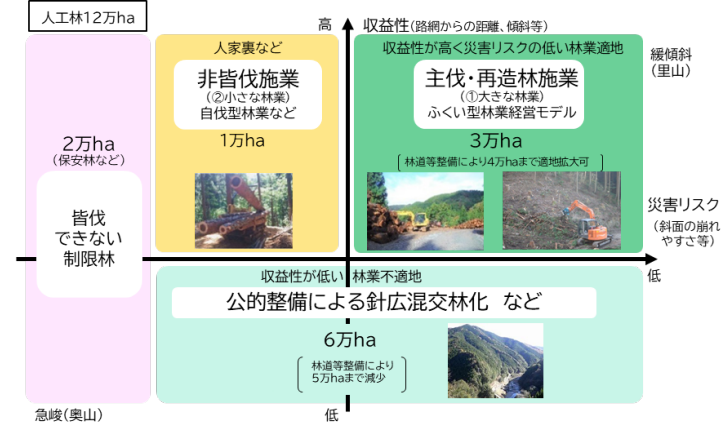 人工林12万ha
高
収益性(路網からの距離、傾斜等)
人家裏など
収益性が高く災害リスクの低い林業適地
緩傾斜
(里山)
非皆伐施業
(②小さな林業)
自伐型林業など
主伐・再造林施業
(①大きな林業)
ふくい型林業経営モデル
2万ha
(保安林など)
1万ha
3万ha
林道等整備により4万haまで適地拡大可
皆伐
できない
制限林
災害リスク
(斜面の崩れ
やすさ等)
収益性が低い 林業不適地
低
公的整備による針広混交林化 など
6万ha
林道等整備により
5万haまで減少
急峻(奥山)
低